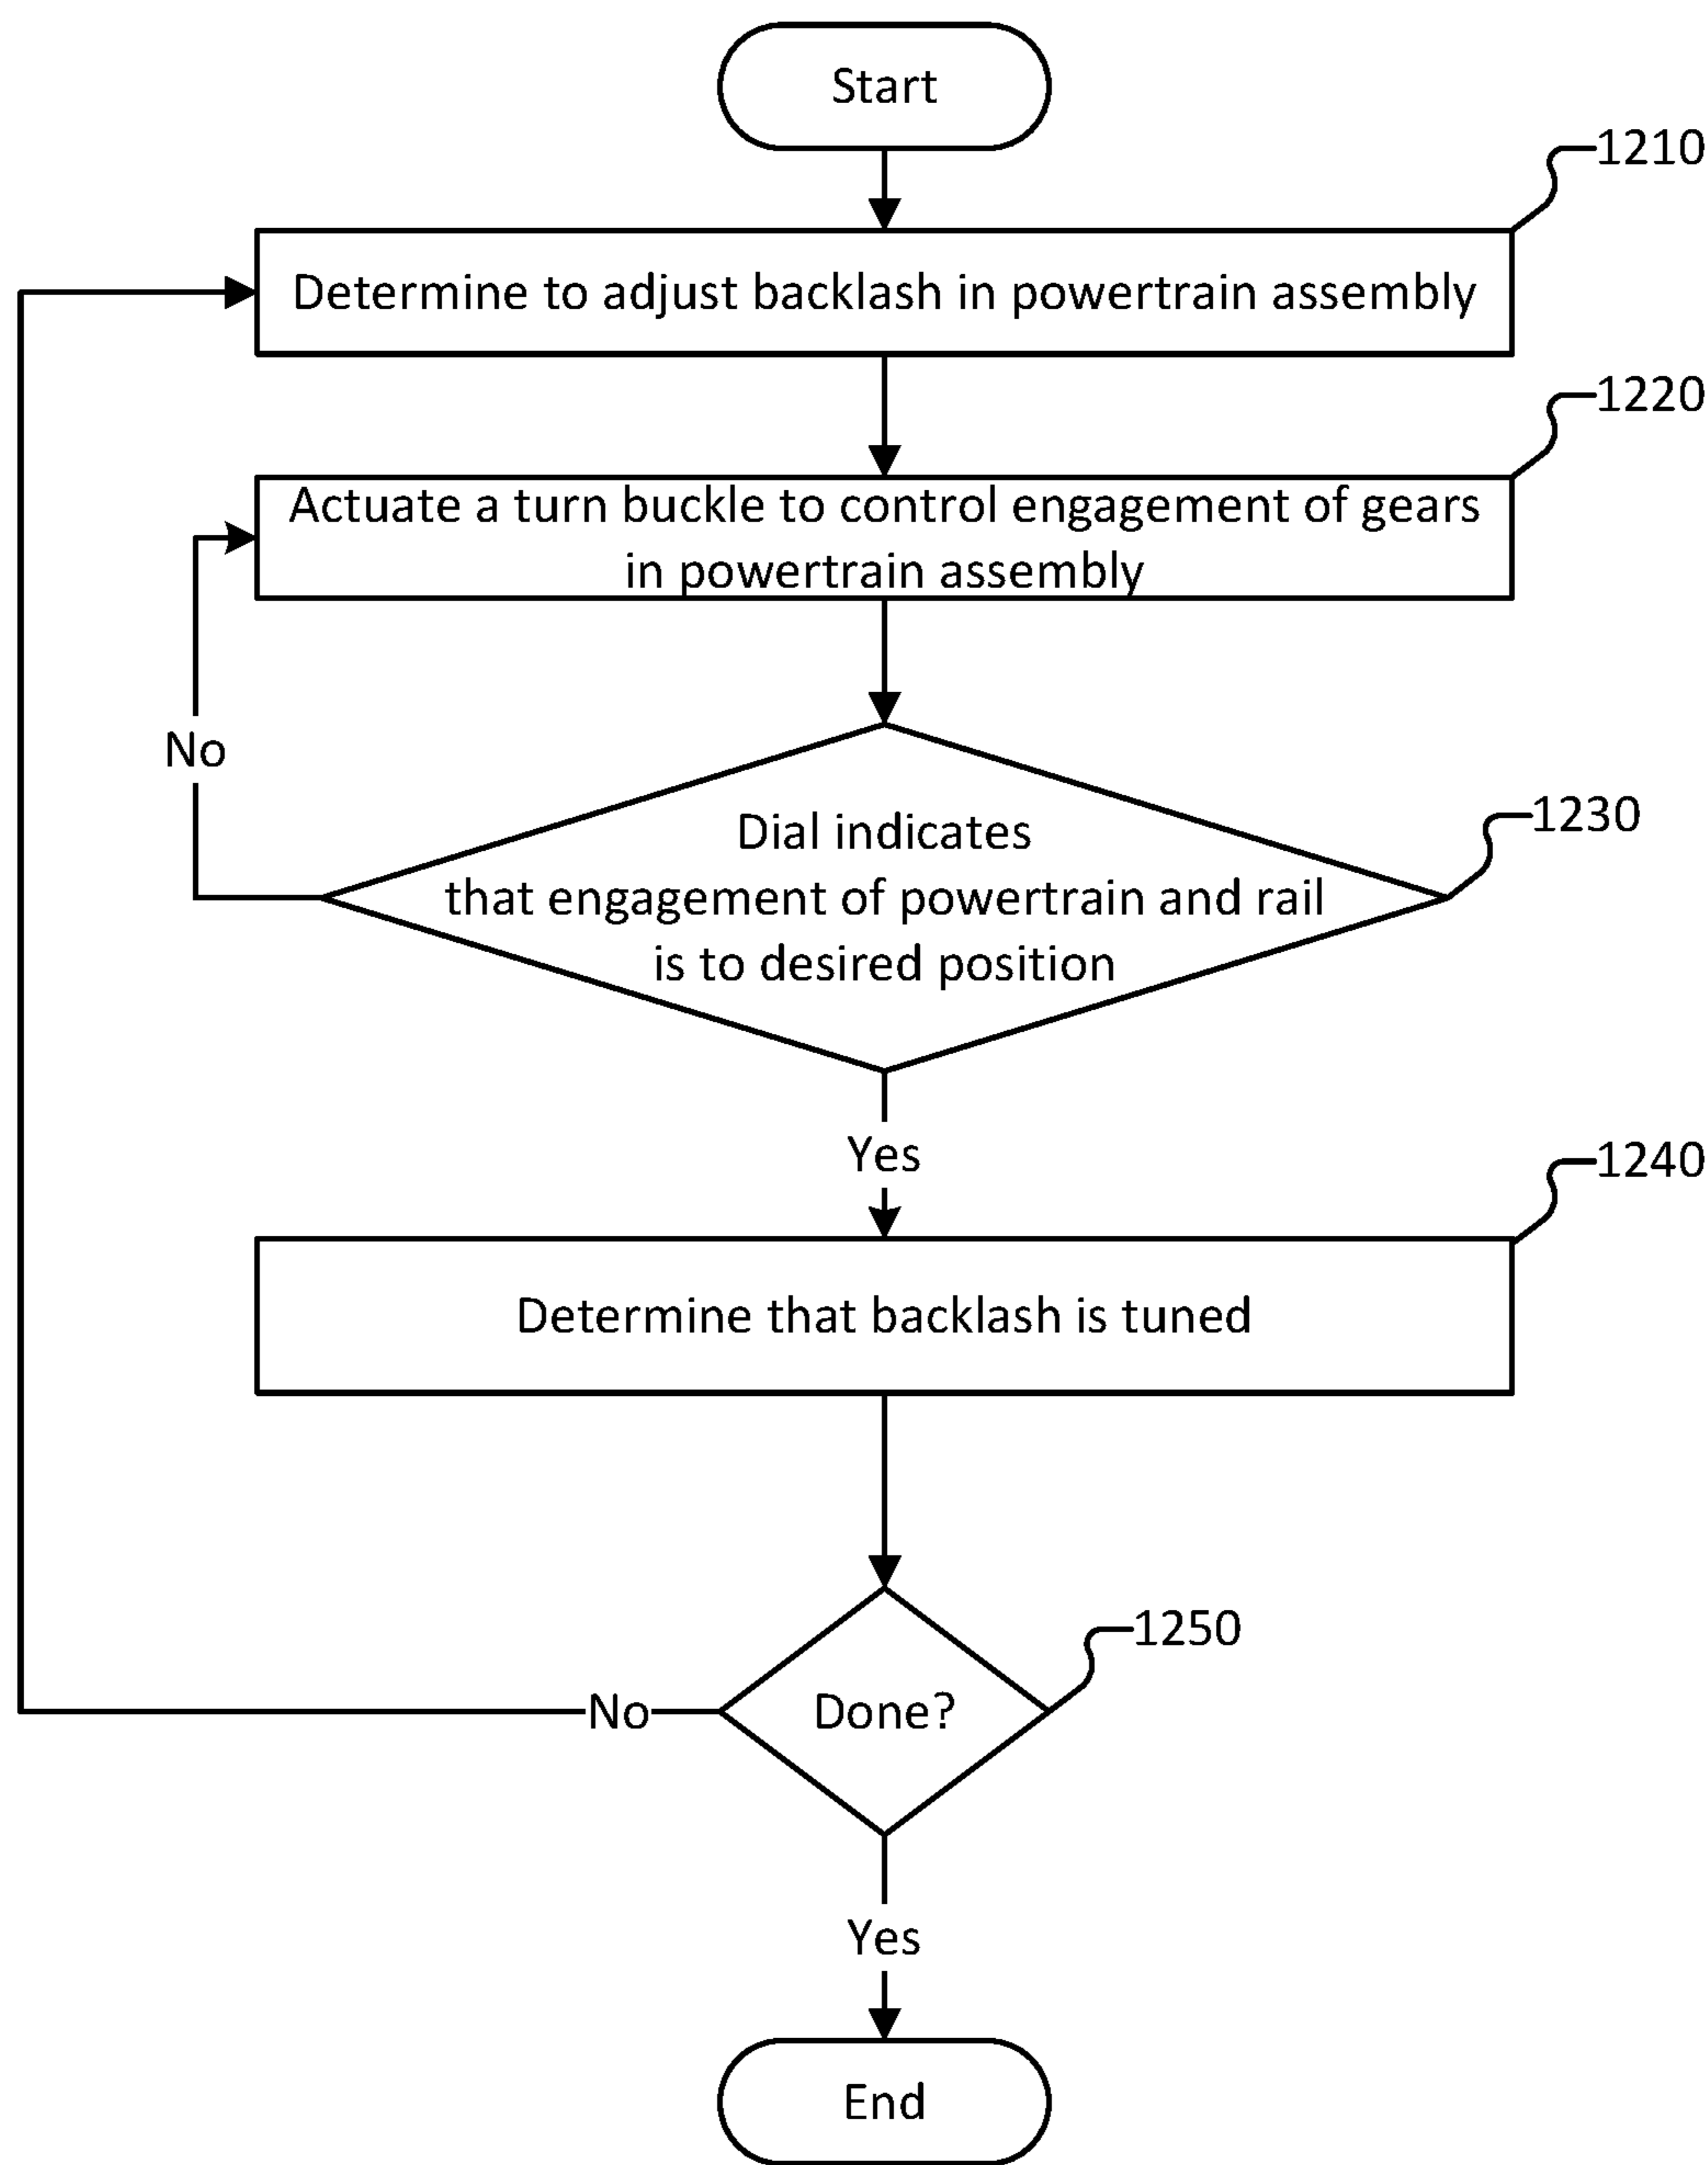 Start
1210
Determine to adjust backlash in powertrain assembly
1220
Actuate a turn buckle to control engagement of gears
in powertrain assembly
No
1230
Dial indicates
that engagement of powertrain and rail
is to desired position
Yes
1240
Determine that backlash is tuned
1250
No
Done?
Yes
End